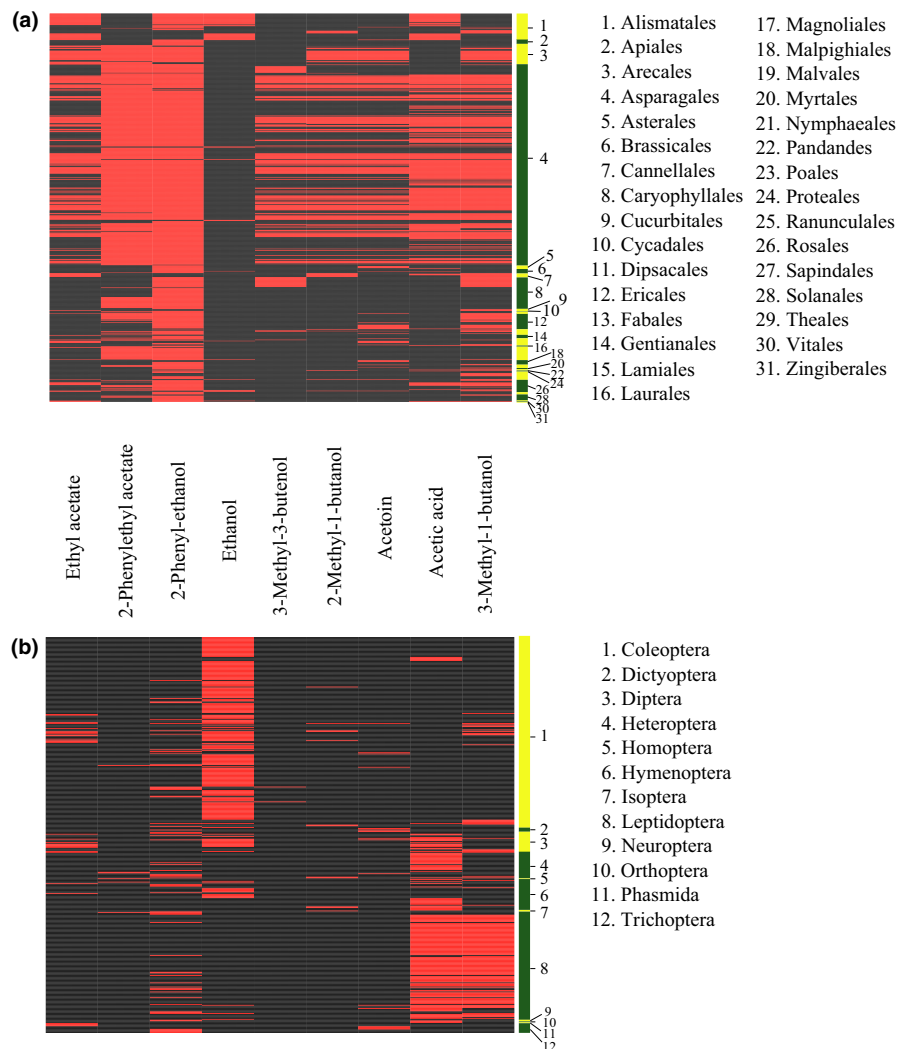 (a)
1
2
3
4
5
6
7
8
9
10
12
14
16
18
20
22
24
26
28
30
31
1. Alismatales
2. Apiales
3. Arecales
4. Asparagales
5. Asterales
6. Brassicales
7. Cannellales
8. Caryophyllales
9. Cucurbitales
10. Cycadales
11. Dipsacales
12. Ericales
13. Fabales
14. Gentianales
15. Lamiales
16. Laurales
17. Magnoliales
18. Malpighiales
19. Malvales
20. Myrtales
21. Nymphaeales
22. Pandandes
23. Poales
24. Proteales
25. Ranunculales
26. Rosales
27. Sapindales
28. Solanales
29. Theales
30. Vitales
31. Zingiberales
Ethyl acetate
2-Phenylethyl acetate
2-Phenyl-ethanol
Ethanol
3-Methyl-3-butenol
2-Methyl-1-butanol
Acetoin
Acetic acid
3-Methyl-1-butanol
(b)
1
2
3
4
5
6
7
8
9
10
11
12
1. Coleoptera
2. Dictyoptera
3. Diptera
4. Heteroptera
5. Homoptera
6. Hymenoptera
7. Isoptera
8. Leptidoptera
9. Neuroptera
10. Orthoptera
11. Phasmida
12. Trichoptera